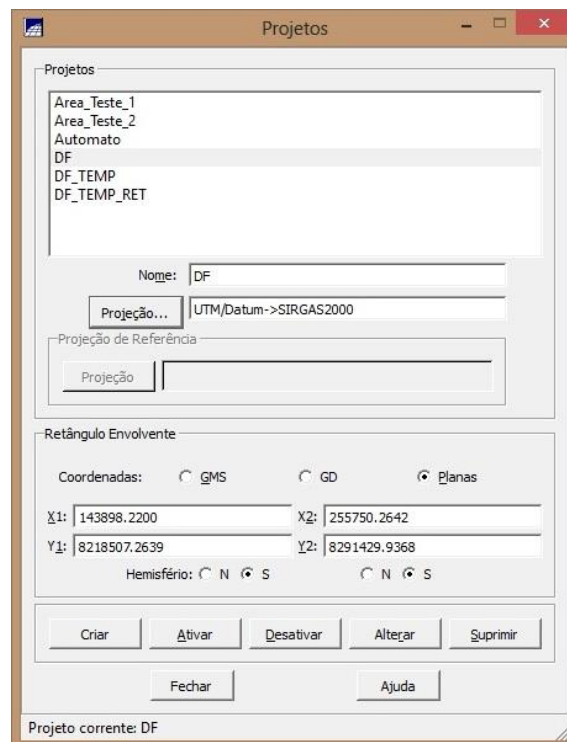 Projetos
Projetos
Area_Teste_1
Area_Teste_2
Automato
DF
DF_TEMP
DF_TEMP_RET
Nome: DF
Projeção... UTM/Datum->SIRGAS2000
Projeção de Referência
Projeção
Retângulo Envolvente
Coordenadas: GMS GD Planas
X1: 143898.2200 X2: 255750.2642
Y1: 8218507.2639 Y2: 8291429.9368
Hemisfério: N S N S
Criar Ativar Desativar Alterar Suprimir
Fechar Ajuda
Projeto corrente: DF